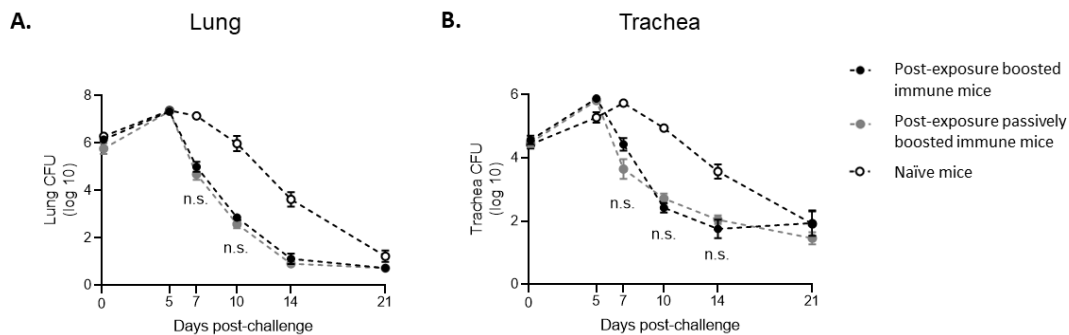 A.
Lung
Lung CFU
(log 10)
8
6
4
2
0
n.s.
n.s.
0
5
7
10
14
21
Days post-challenge
B.
Trachea
Trachea CFU
(log 10)
6
4
2
0
n.s.
n.s.
n.s.
0
5
7
10
14
21
Days post-challenge
Post-exposure boosted
immune mice
Post-exposure passively
boosted immune mice
Naïve mice